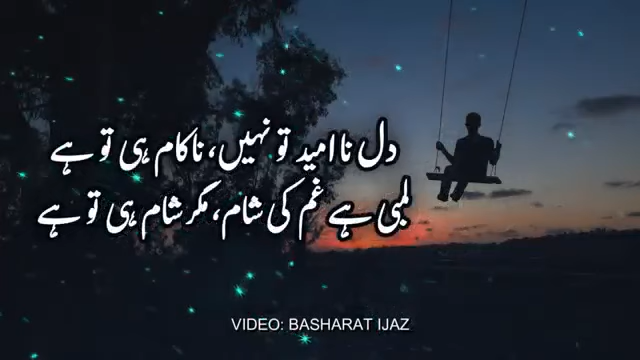 دل نا امید تو نہیں، ناکام ہی تو ہے
لمبی ہے غم کی شام، مگر شام ہی تو ہے
VIDEO: BASHARAT IJAZ